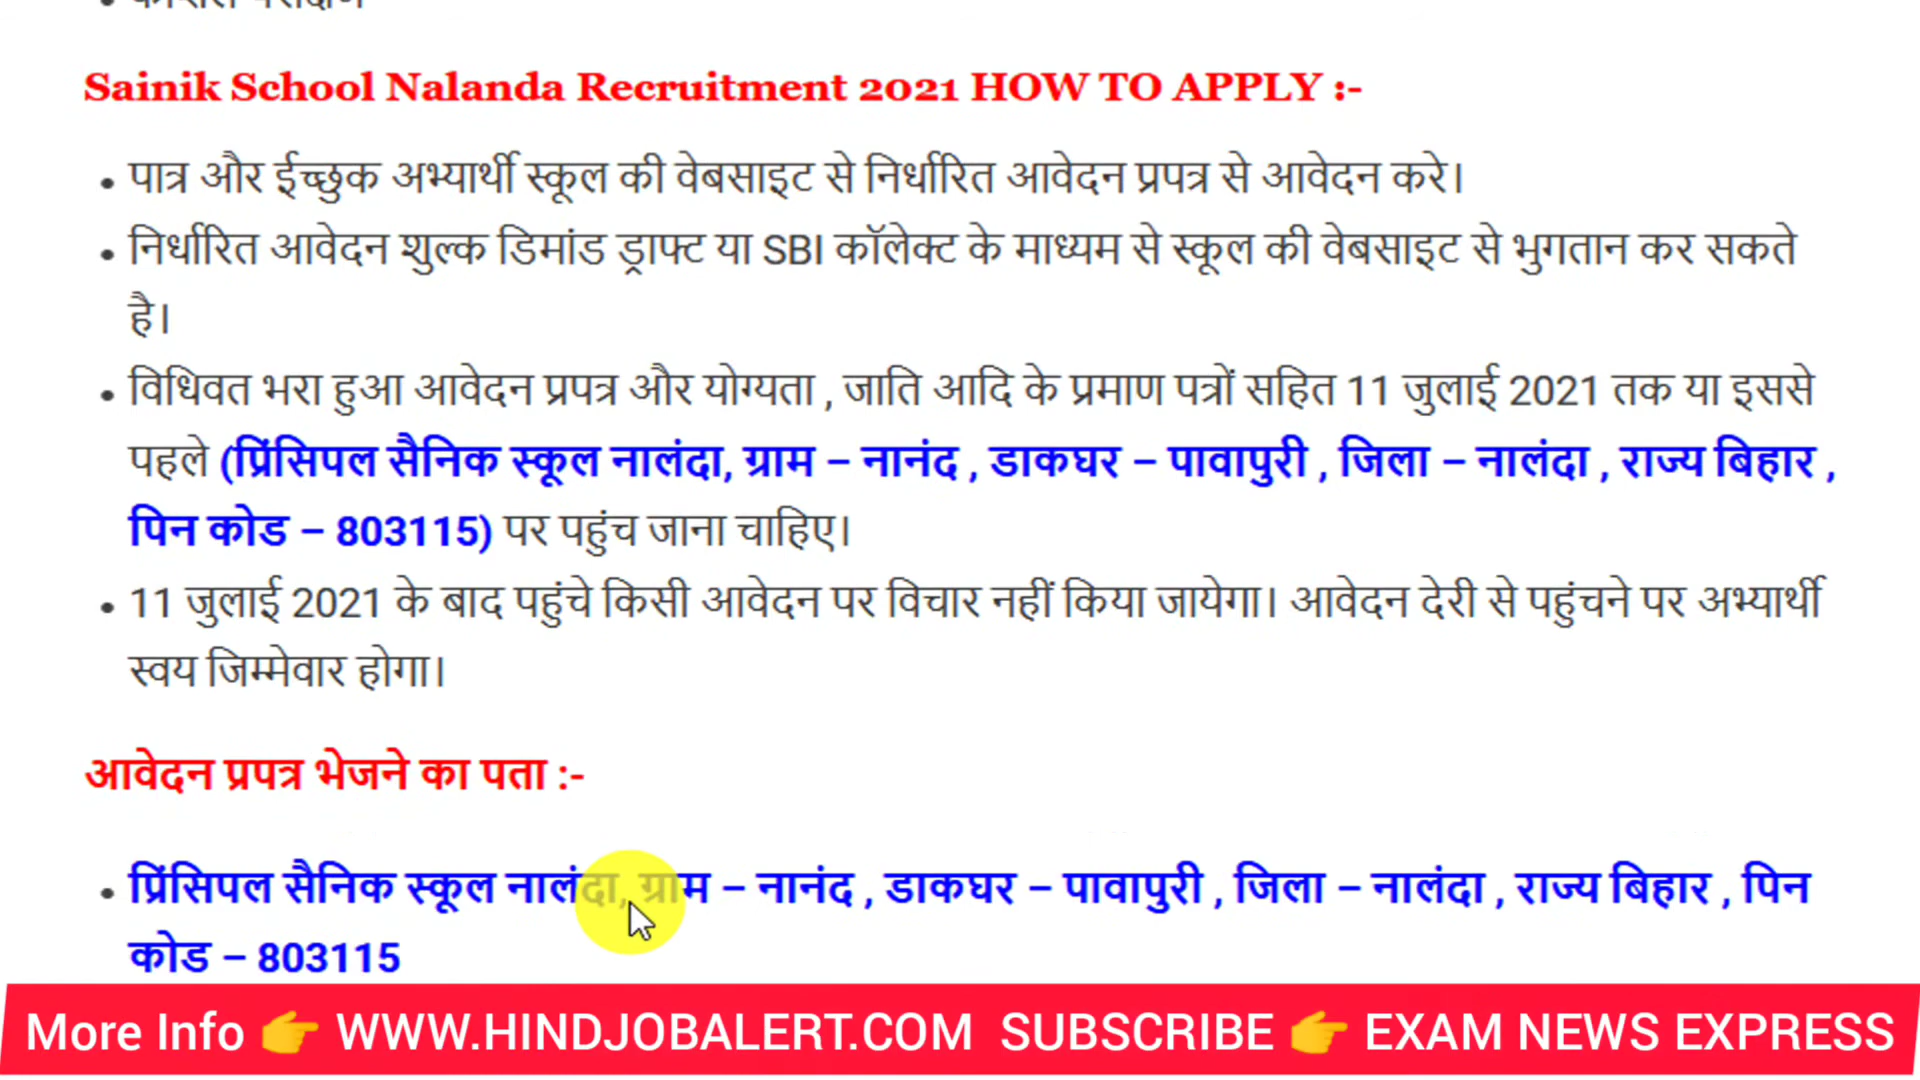 Sainik School Nalanda Recruitment 2021 HOW TO APPLY :-
• पात्र और ईच्छुक अभ्यार्थी स्कूल की वेबसाइट से निर्धारित आवेदन प्रपत्र से आवेदन करे।
• निर्धारित आवेदन शुल्क डिमांड ड्राफ्ट या SBI कॉलेक्ट के माध्यम से स्कूल की वेबसाइट से भुगतान कर सकते
है।
• विधिवत भरा हुआ आवेदन प्रपत्र और योग्यता , जाति आदि के प्रमाण पत्रों सहित 11 जुलाई 2021 तक या इससे
पहले (प्रिंसिपल सैनिक स्कूल नालंदा, ग्राम – नानंद , डाकघर – पावापुरी , जिला – नालंदा , राज्य बिहार ,
पिन कोड – 803115) पर पहुंच जाना चाहिए।
• 11 जुलाई 2021 के बाद पहुंचे किसी आवेदन पर विचार नहीं किया जायेगा। आवेदन देरी से पहुंचने पर अभ्यार्थी
स्वय जिम्मेवार होगा।
आवेदन प्रपत्र भेजने का पता :-
• प्रिंसिपल सैनिक स्कूल नालंदा, ग्राम – नानंद , डाकघर – पावापुरी , जिला – नालंदा , राज्य बिहार , पिन
कोड – 803115
More Info 👉 WWW.HINDJOBALERT.COM SUBSCRIBE 👉 EXAM NEWS EXPRESS